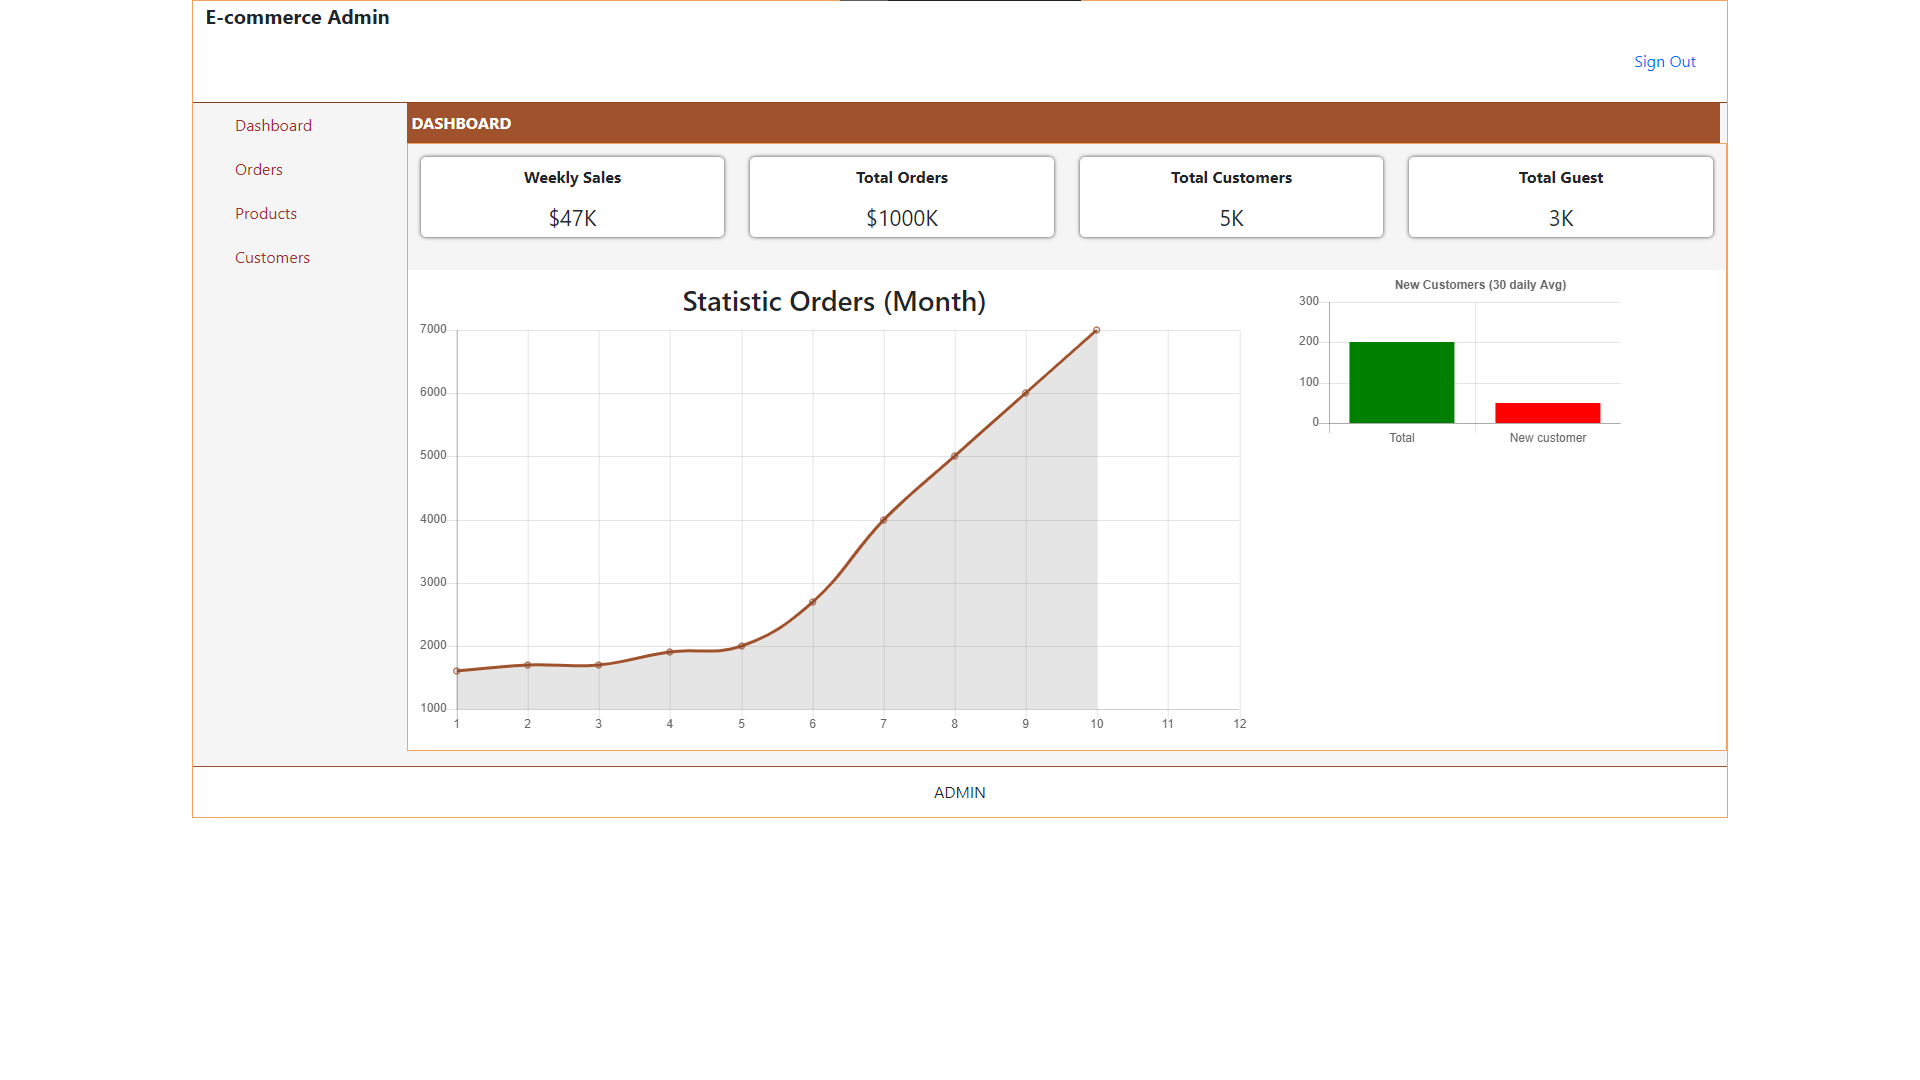 E-commerce Admin
Sign Out
Dashboard
Orders
Products
Customers
DASHBOARD
Weekly Sales
$47K
Total Orders
$1000K
Total Customers
5K
Total Guest
3K
Statistic Orders (Month)
7000
6000
5000
4000
3000
2000
1000
1 2 3 4 5 6 7 8 9 10 11 12
New Customers (30 daily Avg)
300
200
100
0
Total New customer
ADMIN